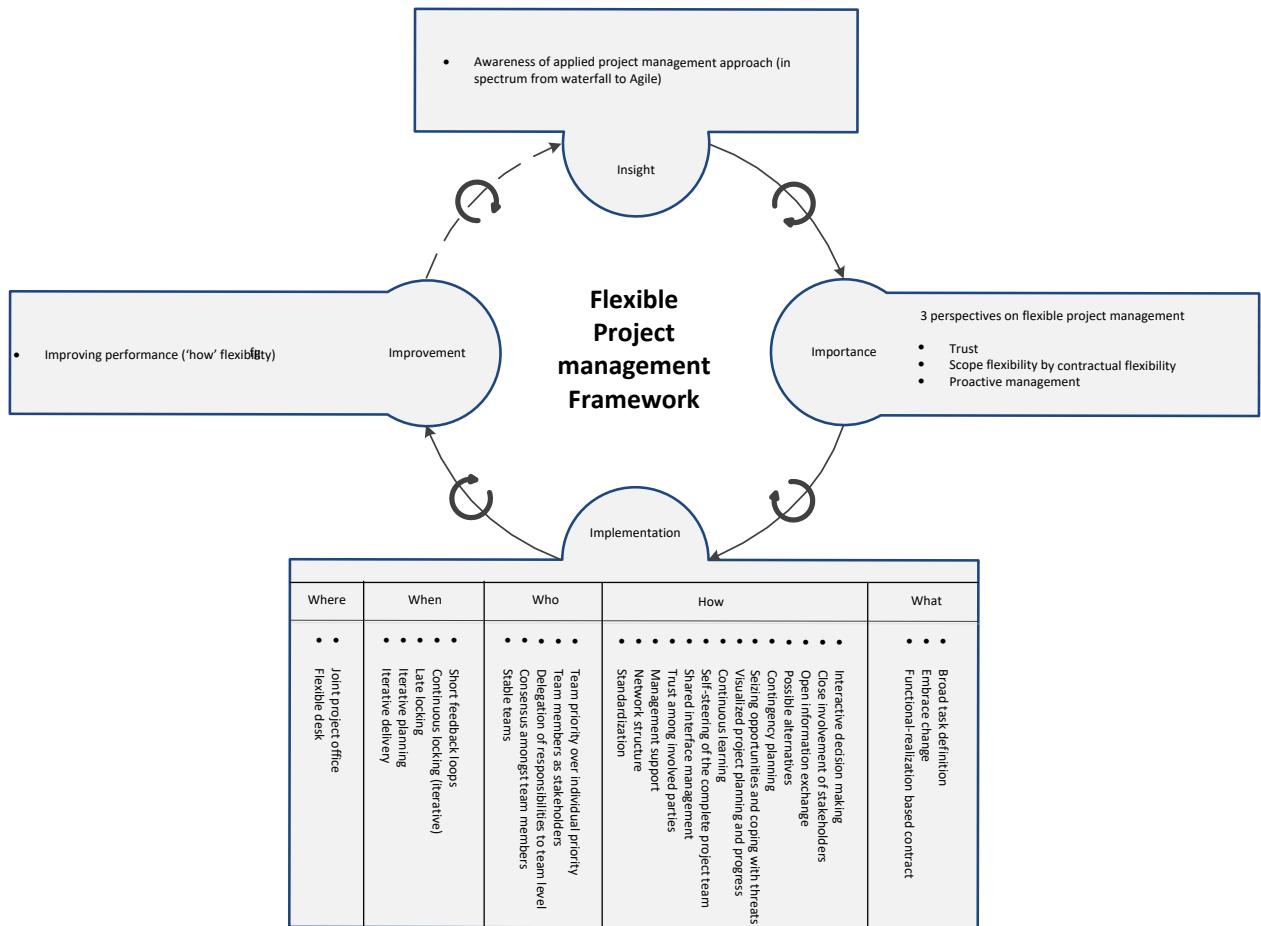 • Awareness of applied project management approach (in
spectrum from waterfall to Agile)
Insight
Flexible
Project
management
Framework
• Improving performance (‘how’ flexibility)
Improvement
Importance
3 perspectives on flexible project management
• Trust
• Scope flexibility by contractual flexibility
• Proactive management
Implementation
Where
• Joint project office
• Flexible desk
When
• Short feedback loops
• Continuous locking (iterative)
• Late locking
• Iterative planning
• Iterative delivery
Who
• Team priority over individual priority
• Team members as stakeholders
• Delegation of responsibilities to team level
• Consensus amongst team members
• Stable teams
How
• Interactive decision making
• Close involvement of stakeholders
• Open information exchange
• Possible alternatives
• Contingency planning
• Seizing opportunities and coping with threats
• Visualized project planning and progress
• Continuous learning
• Self-steering of the complete project team
• Shared interface management
• Trust among involved parties
• Management support
• Network structure
• Standardization
What
• Broad task definition
• Embrace change
• Functional-realization based contract